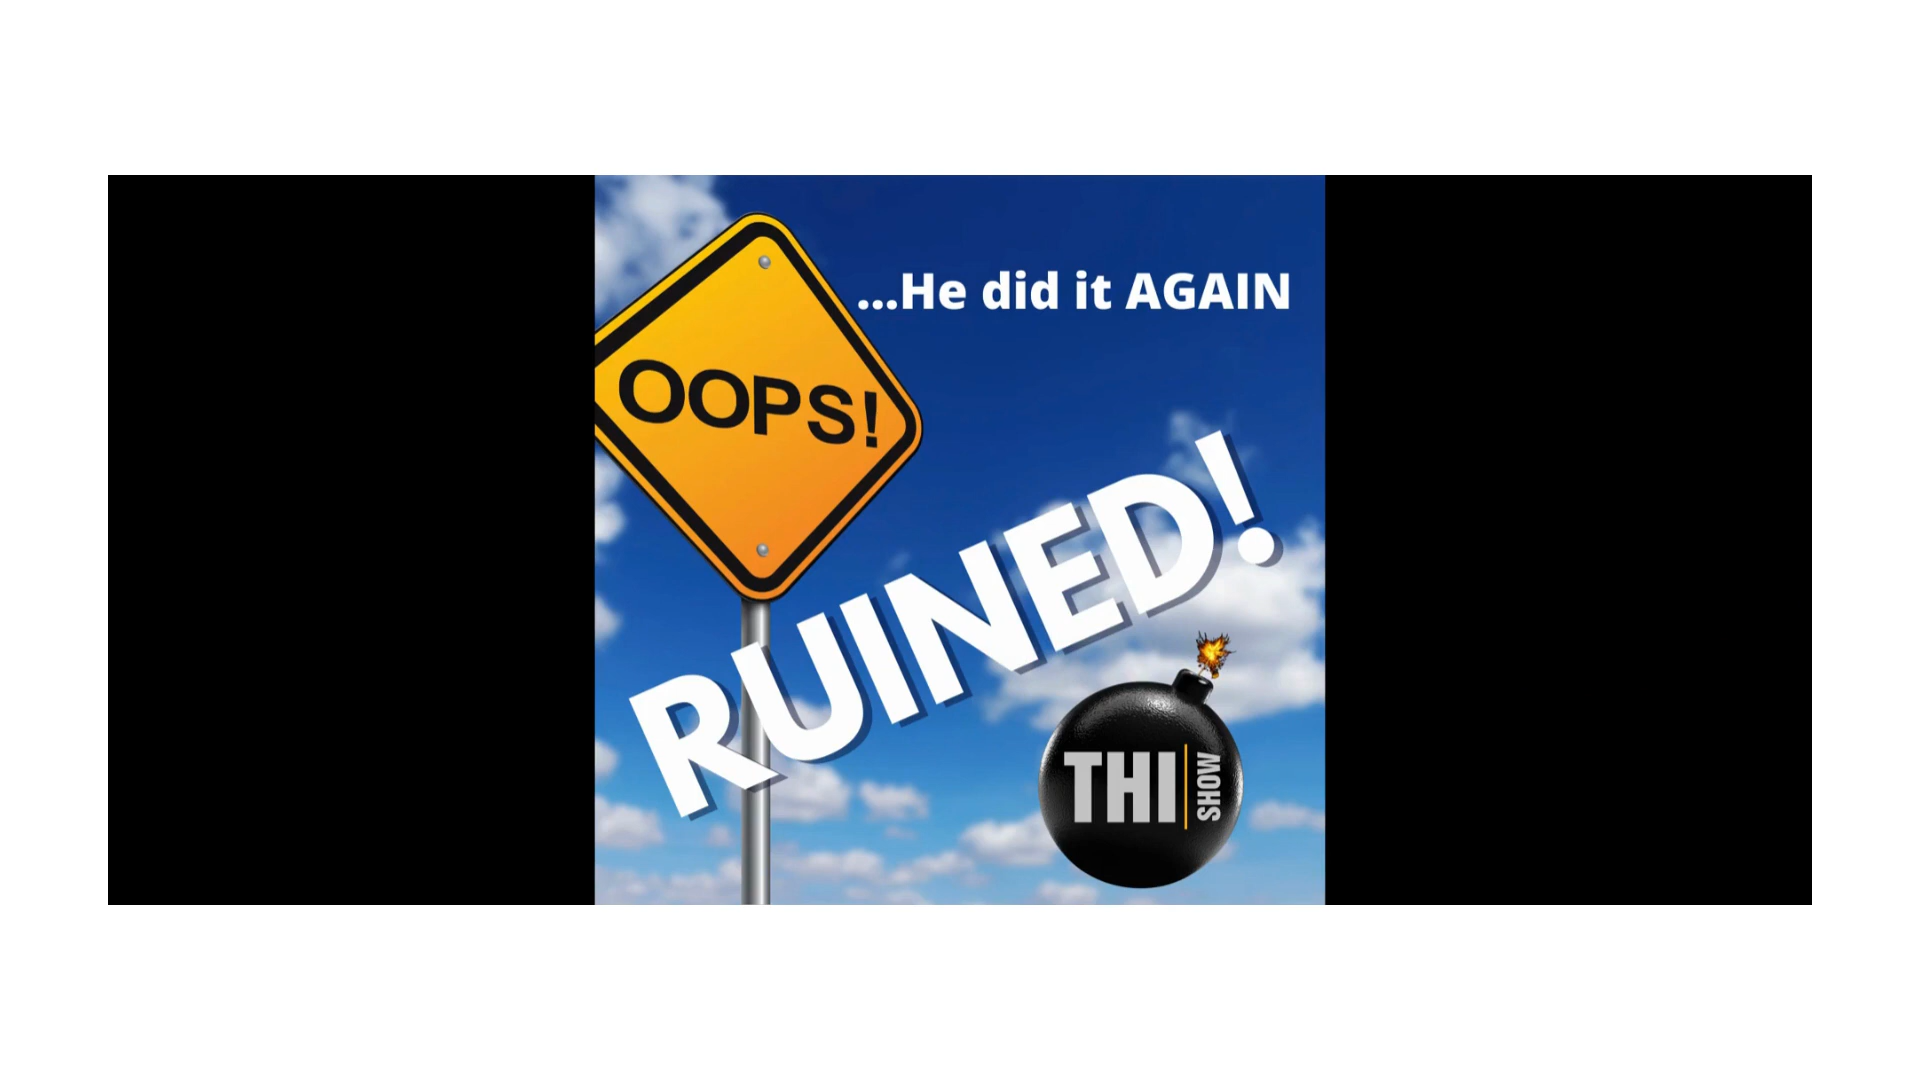 ...He did it AGAIN
OOPS!
RUINED!
THI
SHOW